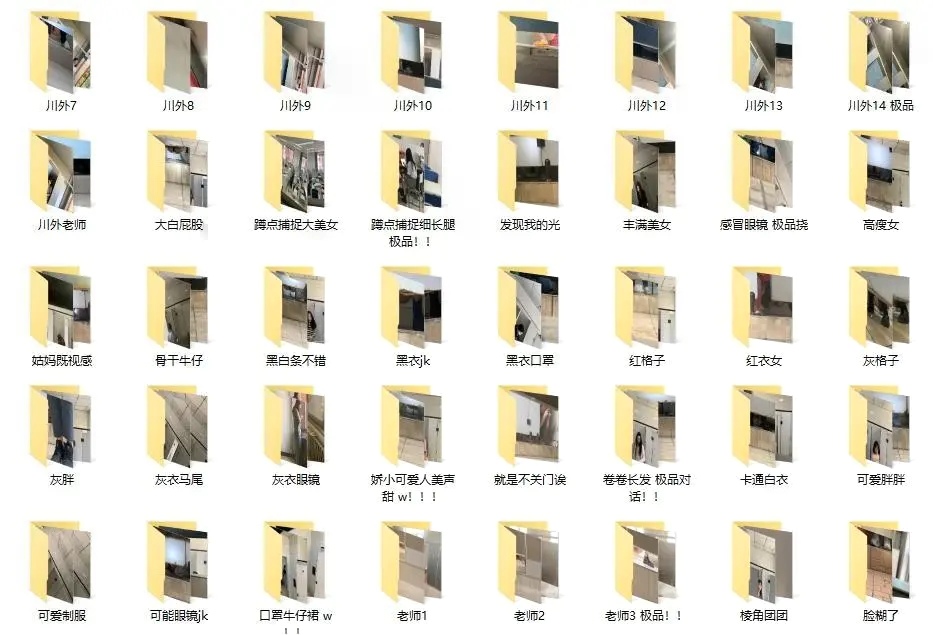 川外7
川外8
川外9
川外10
川外11
川外12
川外13
川外14 极品
川外老师
大白屁股
蹲点捕捉大美女
蹲点捕捉细长腿
极品！！
发现我的光
丰满美女
感冒眼镜 极品挠
高瘦女
姑妈既视感
骨干牛仔
黑白条不错
黑衣jk
黑衣口罩
红格子
红衣女
灰格子
灰胖
灰衣马尾
灰衣眼镜
娇小可爱人美声
甜 w！！！
就是不关门诶
卷卷长发 极品对
话！！
卡通白衣
可爱胖胖
可爱制服
可能眼镜jk
口罩牛仔裙 w
！！
老师1
老师2
老师3 极品！！
棱角团团
脸糊了